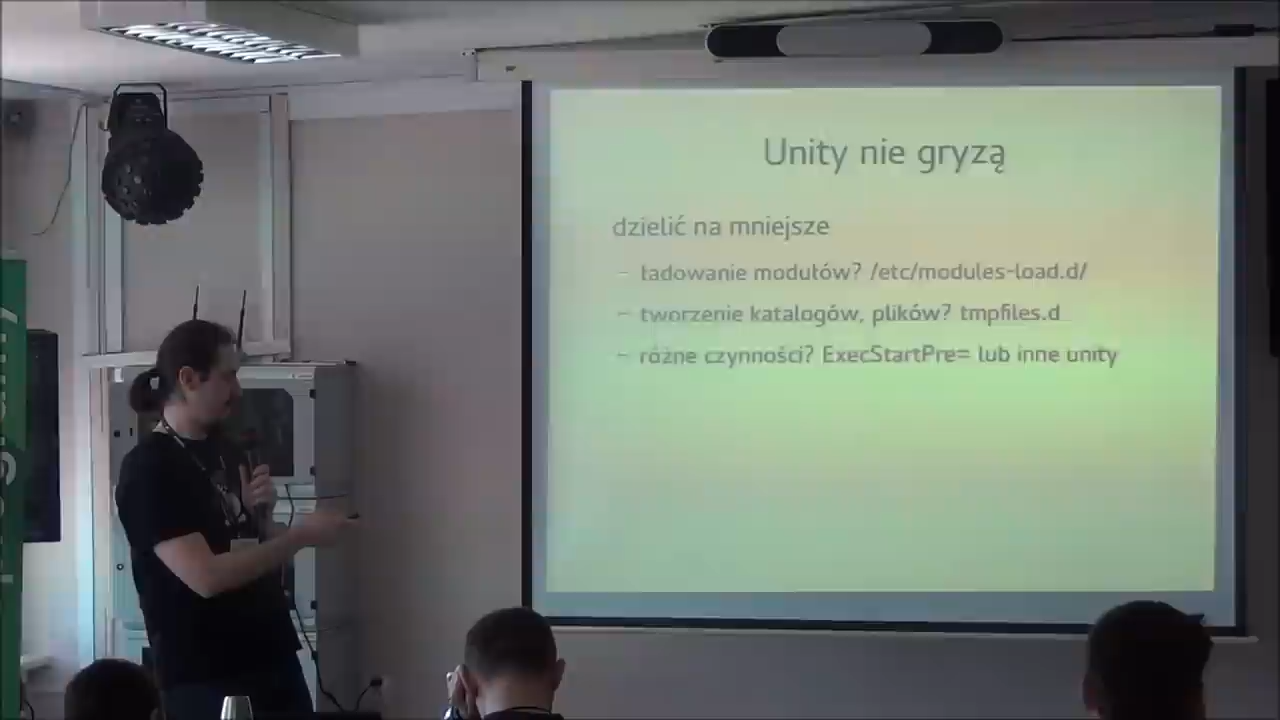 Unity nie gryzą
dzielić na mniejsze
– ładowanie modułów? /etc/modules-load.d/
– tworzenie katalogów, plików? tmpfiles.d
– różne czynności? ExecStartPre= lub inne unity